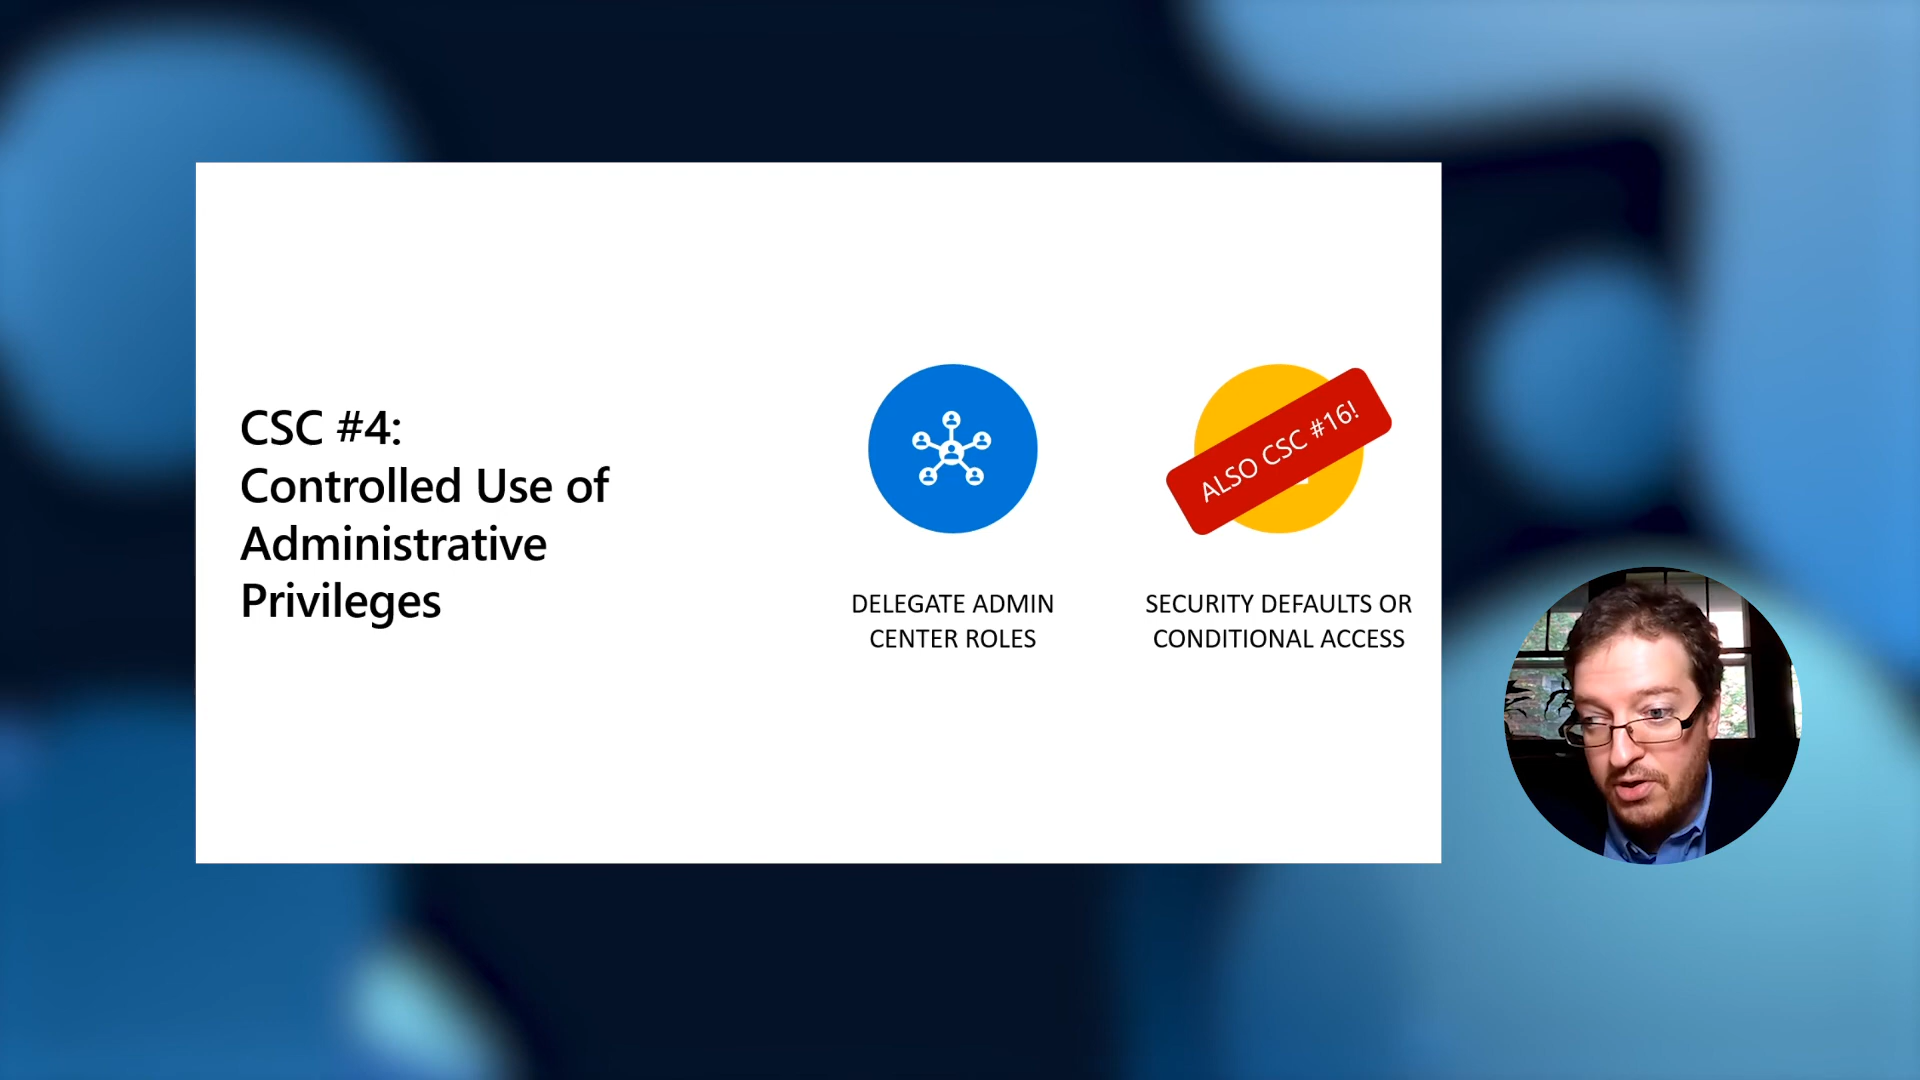 CSC #4:
Controlled Use of
Administrative
Privileges
ALSO CSC #16!
DELEGATE ADMIN
CENTER ROLES
SECURITY DEFAULTS OR
CONDITIONAL ACCESS